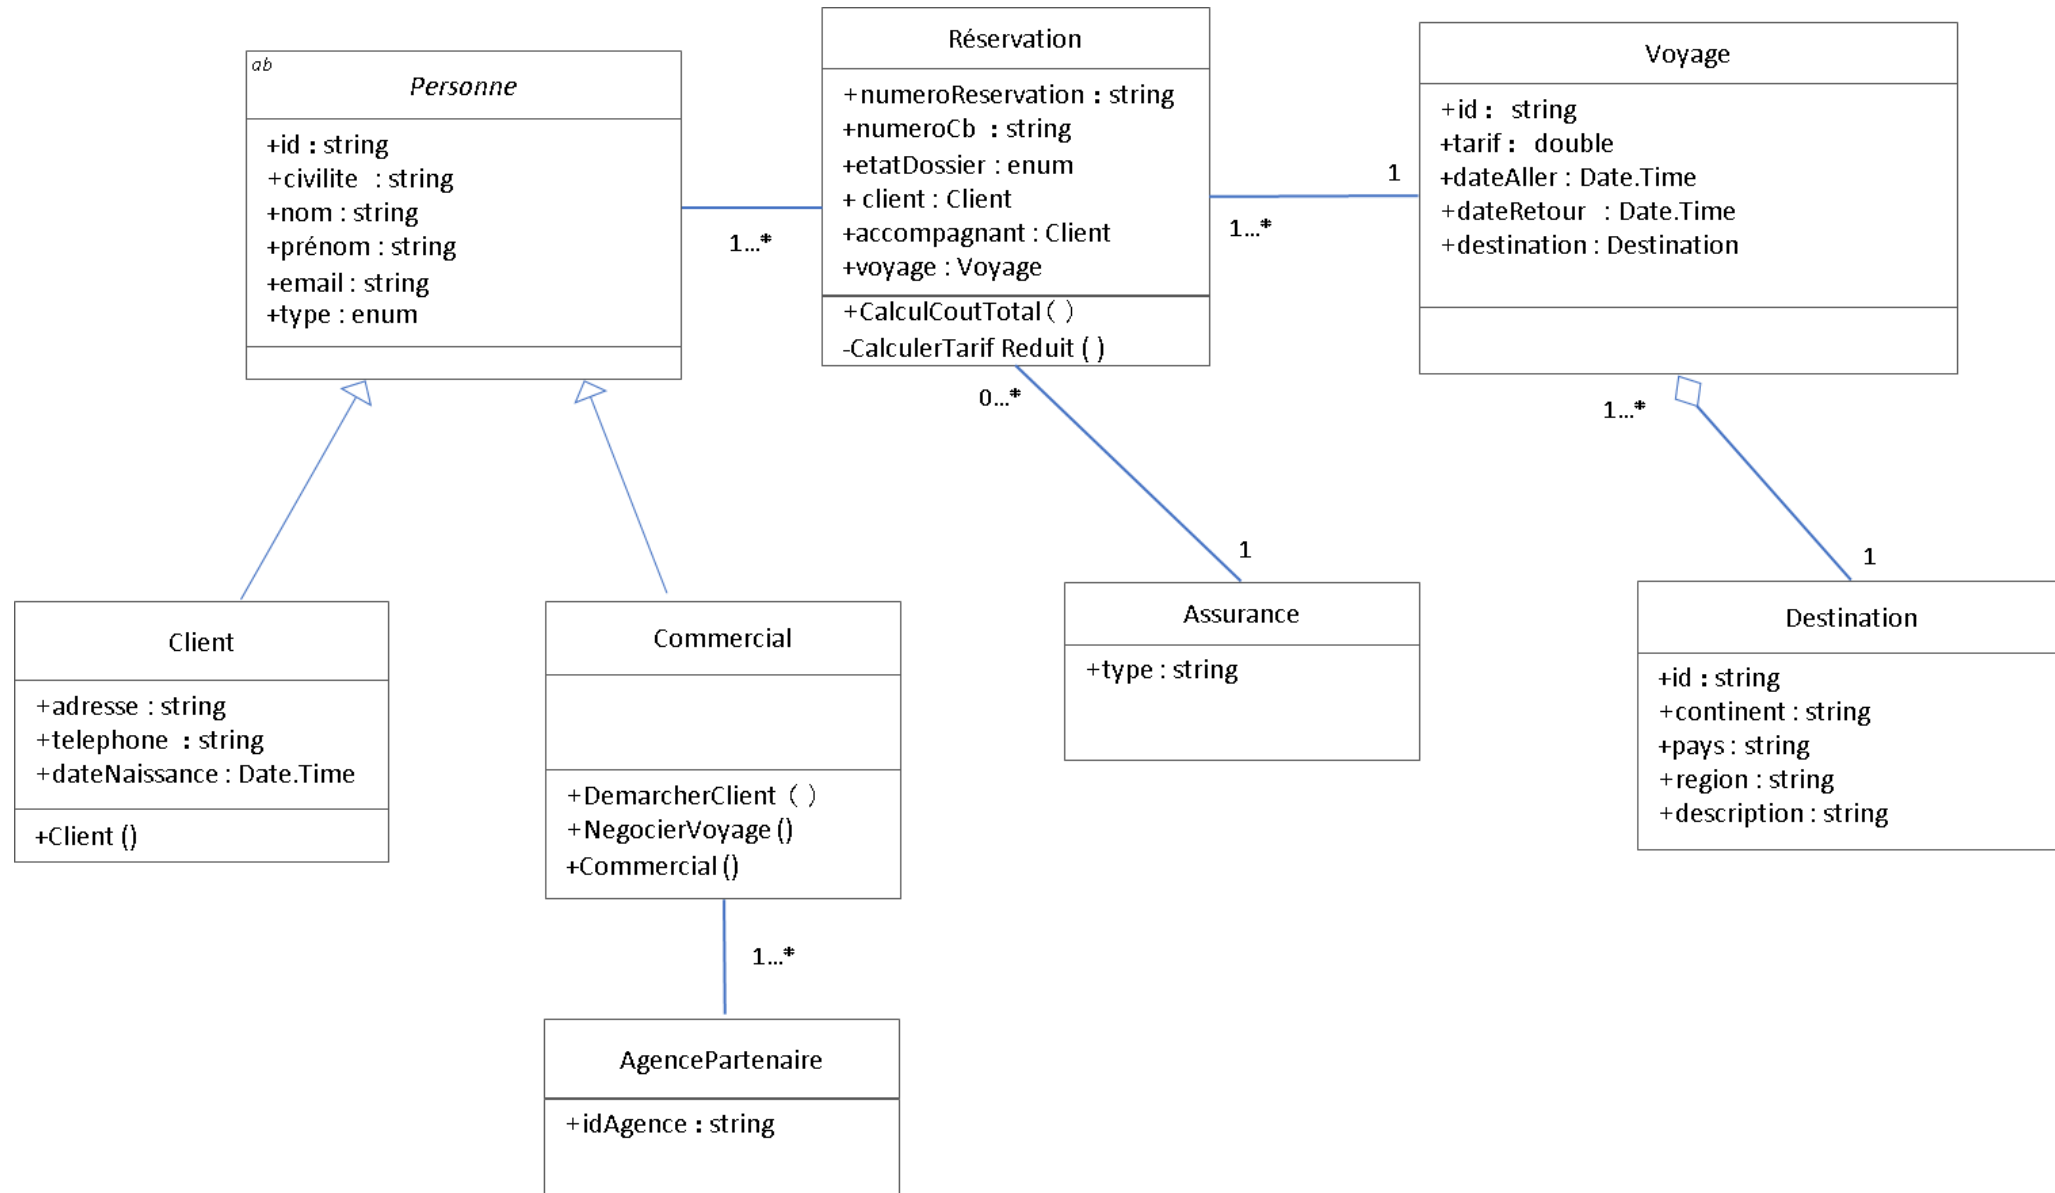 ab
Personne
+id : string
+civilite : string
+nom : string
+prénom : string
+email : string
+type : enum
1...*
Réservation
+numeroReservation : string
+numeroCb : string
+etatDossier : enum
+ client : Client
+accompagnant : Client
+voyage : Voyage
+CalculCoutTotal ( )
-CalculerTarif Reduit ( )
1
1...*
0...*
Voyage
+id : string
+tarif : double
+dateAller : Date.Time
+dateRetour : Date.Time
+destination : Destination
1...*
1
1
Client
+adresse : string
+telephone : string
+dateNaissance : Date.Time
+Client ()
Commercial
+DemarcherClient ( )
+NegocierVoyage ()
+Commercial ()
1...*
Assurance
+type : string
Destination
+id : string
+continent : string
+pays : string
+region : string
+description : string
AgencePartenaire
+idAgence : string